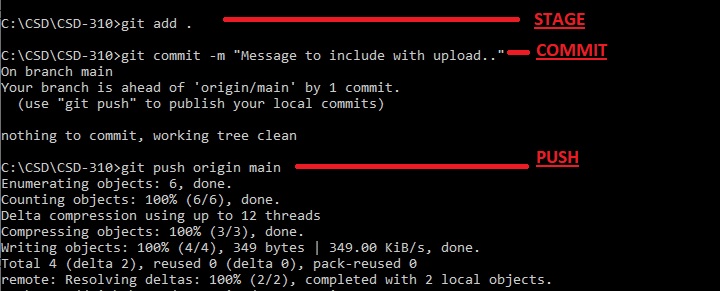 C:\CSD\CSD-310>git add . STAGE
C:\CSD\CSD-310>git commit -m "Message to include with upload.." COMMIT
On branch main
Your branch is ahead of 'origin/main' by 1 commit.
  (use "git push" to publish your local commits)
nothing to commit, working tree clean
C:\CSD\CSD-310>git push origin main PUSH
Enumerating objects: 6, done.
Counting objects: 100% (6/6), done.
Delta compression using up to 12 threads
Compressing objects: 100% (3/3), done.
Writing objects: 100% (4/4), 349 bytes | 349.00 KiB/s, done.
Total 4 (delta 2), reused 0 (delta 0), pack-reused 0
remote: Resolving deltas: 100% (2/2), completed with 2 local objects.